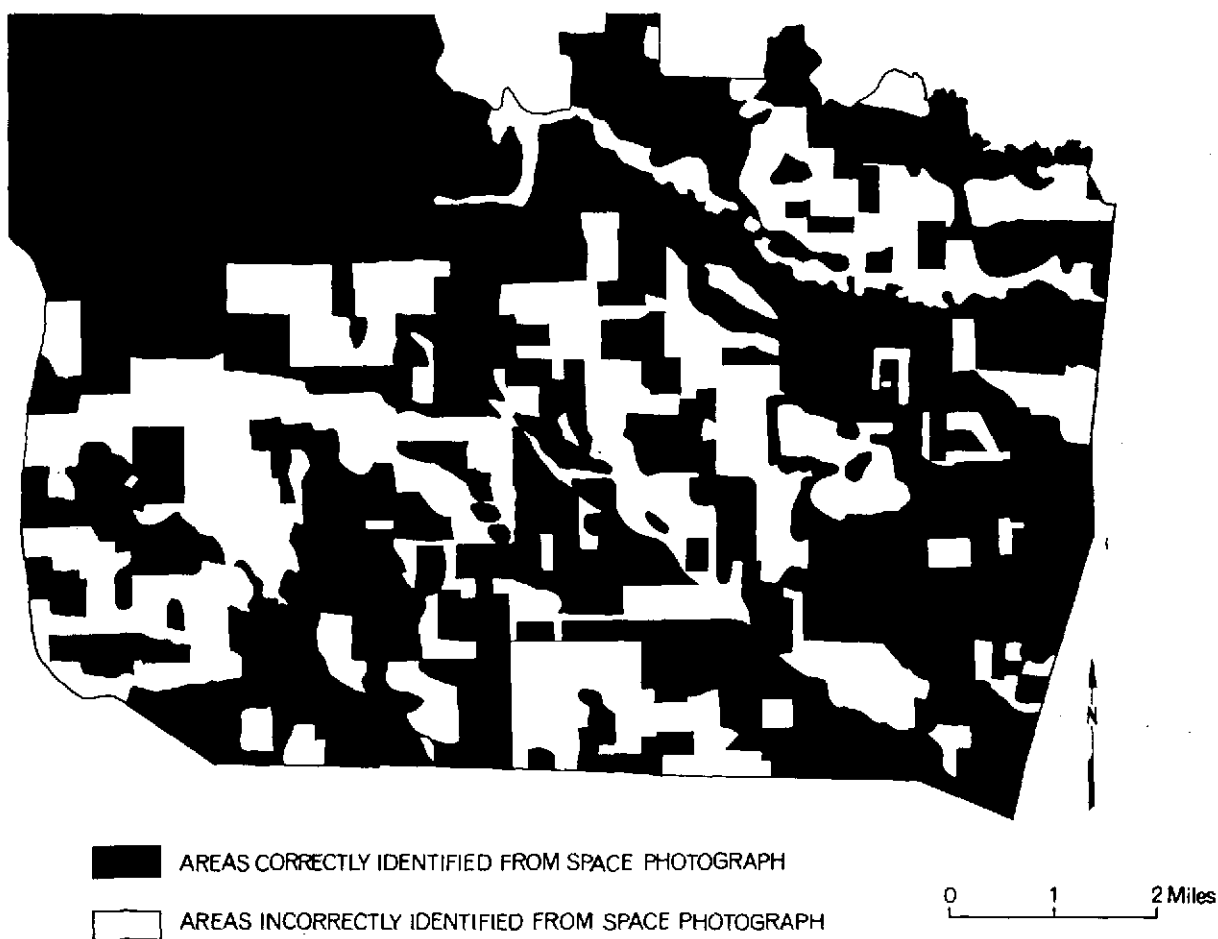 N
AREAS CORRECTLY IDENTIFIED FROM SPACE PHOTOGRAPH
AREAS INCORRECTLY IDENTIFIED FROM SPACE PHOTOGRAPH
0 1 2 Miles